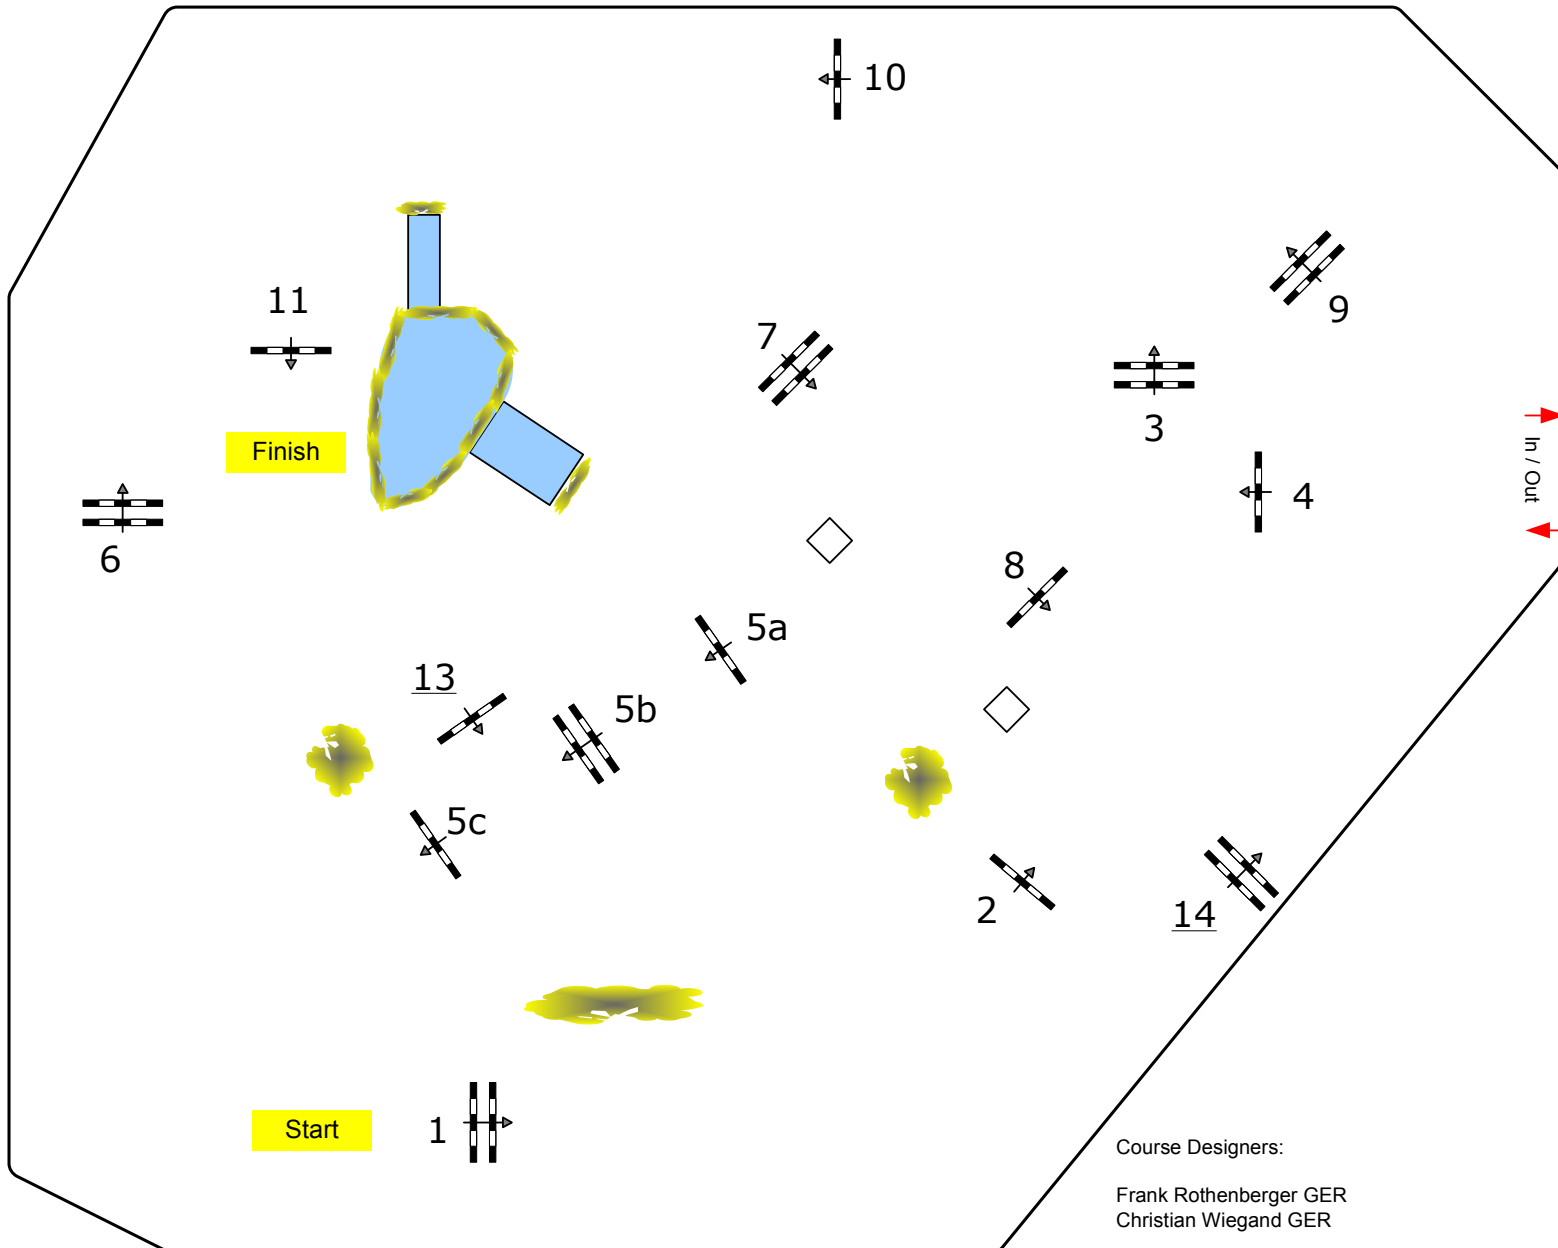 10
11
9
7
3
Finish
In / Out
4
6
8
5a
13
5b
5c
2
14
Start
1
Course Designers:
Frank Rothenberger GER
Christian Wiegand GER